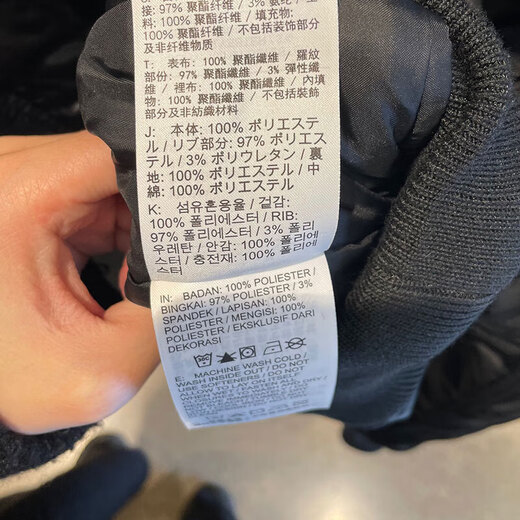 接: 97% 聚酯纤维 / 3% 氨纶 / 里
料: 100% 聚酯纤维 / 填充物:
100% 聚酯纤维 / 不包括装饰部分
及非纤维物质
T: 表布: 100% 聚酯纖維 / 羅紋
部份: 97% 聚酯纖維 / 3% 彈性纖
維 / 裡布: 100% 聚酯纖維 / 內填
物: 100% 聚酯纖維 / 不包括裝飾
部分及非紡織材料
J: 本体: 100% ポリエステ
ル / リブ部分: 97% ポリエス
テル / 3% ポリウレタン / 裏
地: 100% ポリエステル / 中
綿: 100% ポリエステル
K: 섬유혼용율 / 겉감:
100% 폴리에스터 / RIB:
97% 폴리에스터 / 3% 폴리
우레탄 / 안감: 100% 폴리에
스터 / 충전재: 100% 폴리에
스터
IN: BADAN: 100% POLIESTER /
BINGKAI: 97% POLIESTER / 3%
SPANDEK / LAPISAN: 100%
POLIESTER / MENGISI: 100%
POLIESTER / EKSKLUSIF DARI
DEKORASI
E: MACHINE WASH COLD /
WASH INSIDE OUT / DO NOT
USE SOFTENERS / DO NOT